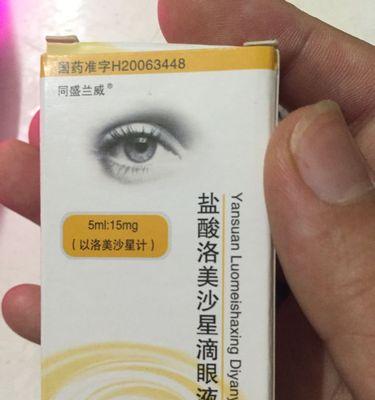 国药准字H20063448
同盛兰威®
5ml:15mg
(以洛美沙星计)
盐酸洛美沙星滴眼液
Yansuan Luomeishaxing Diyany